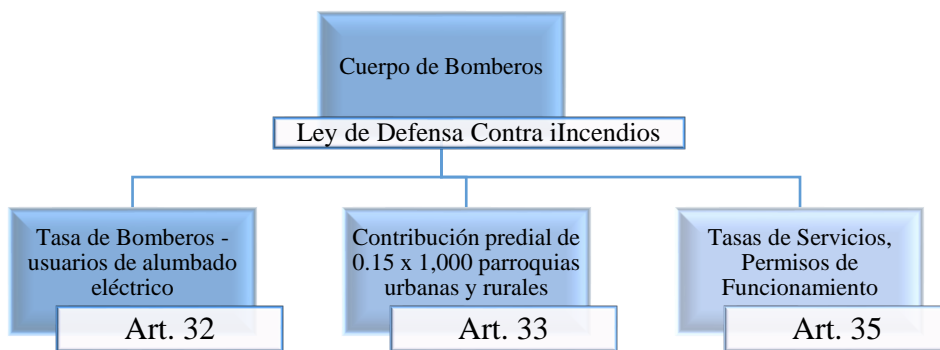 Cuerpo de Bomberos
Ley de Defensa Contra iIncendios
Tasa de Bomberos -
usuarios de alumbado
eléctrico
Art. 32
Contribución predial de
0.15 x 1,000 parroquias
urbanas y rurales
Art. 33
Tasas de Servicios,
Permisos de
Funcionamiento
Art. 35